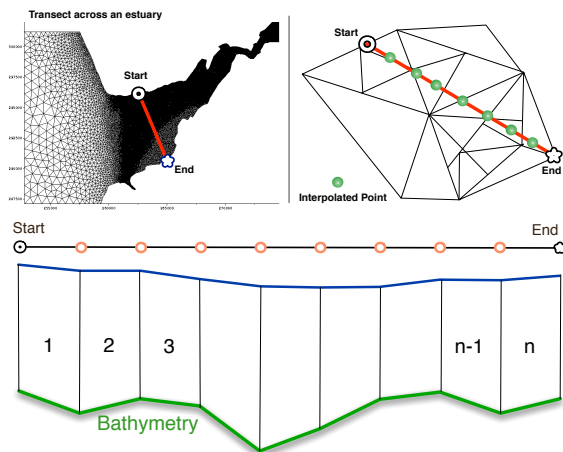 Transect across an estuary
Start
End
Start
End
Interpolated Point
Start
End
1
2
3
n-1
n
Bathymetry